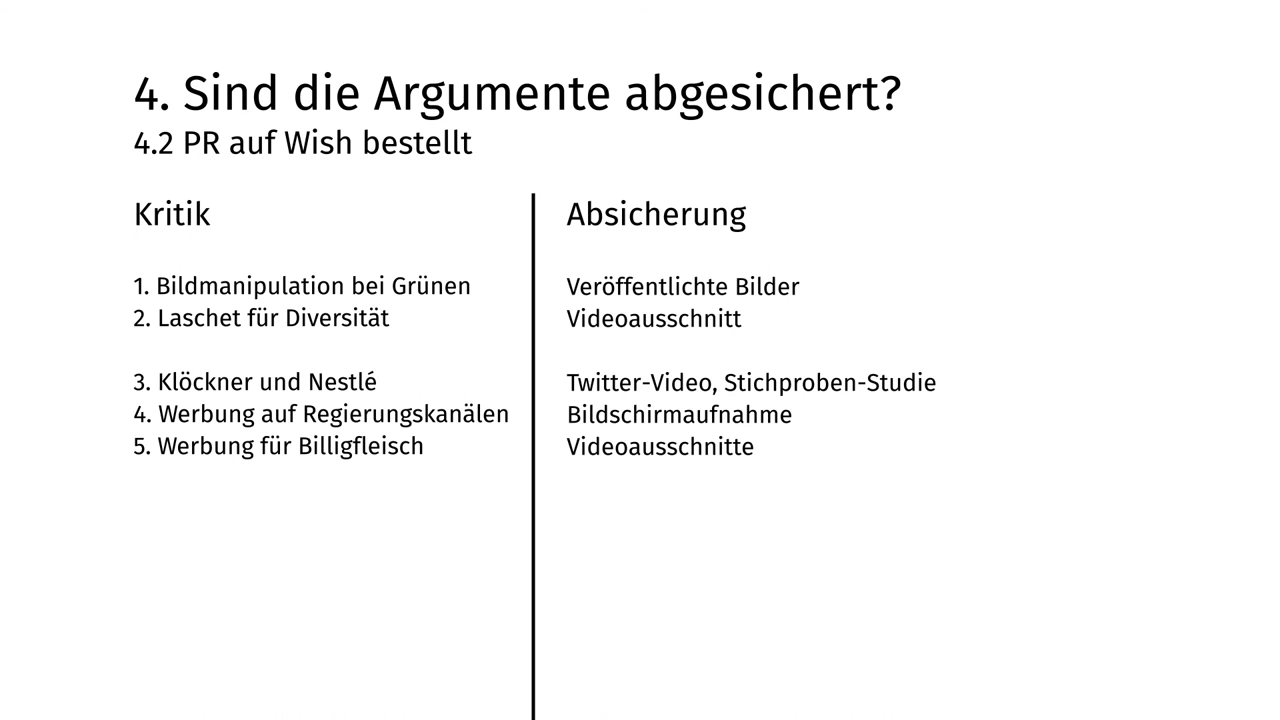 4. Sind die Argumente abgesichert?
4.2 PR auf Wish bestellt
Kritik
1. Bildmanipulation bei Grünen
2. Laschet für Diversität
3. Klöckner und Nestlé
4. Werbung auf Regierungskanälen
5. Werbung für Billigfleisch
Absicherung
Veröffentlichte Bilder
Videoausschnitt
Twitter-Video, Stichproben-Studie
Bildschirmaufnahme
Videoausschnitte